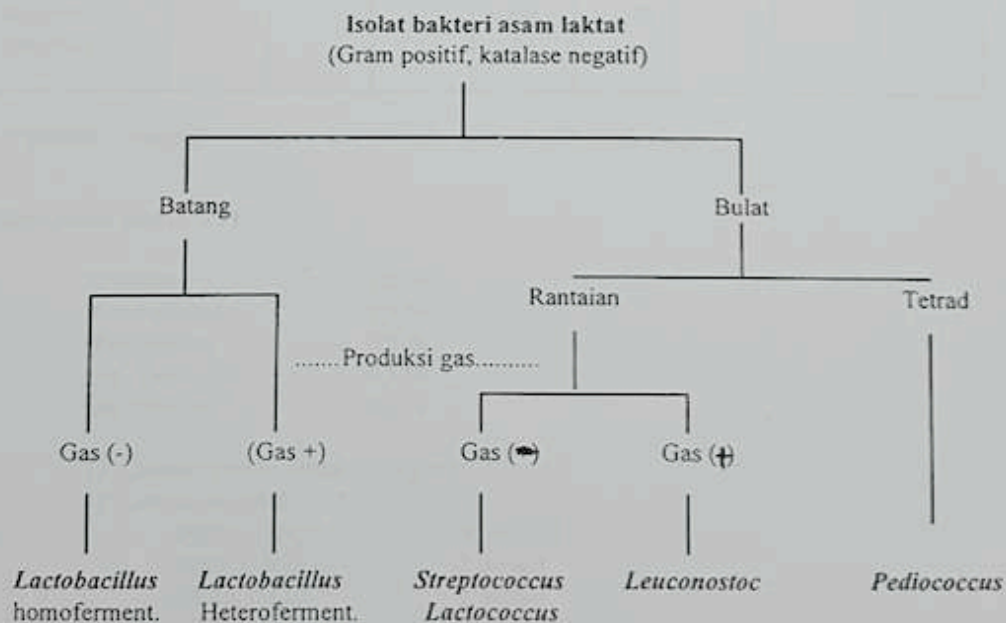 Isolat bakteri asam laktat
(Gram positif, katalase negatif)
Batang
Bulat
Rantaian
Tetrad
.......Produksi gas..........
Gas (-)
(Gas +)
Gas (-)
Gas (+)
Lactobacillus
homoferment.
Lactobacillus
Heteroferment.
Streptococcus
Lactococcus
Leuconostoc
Pediococcus